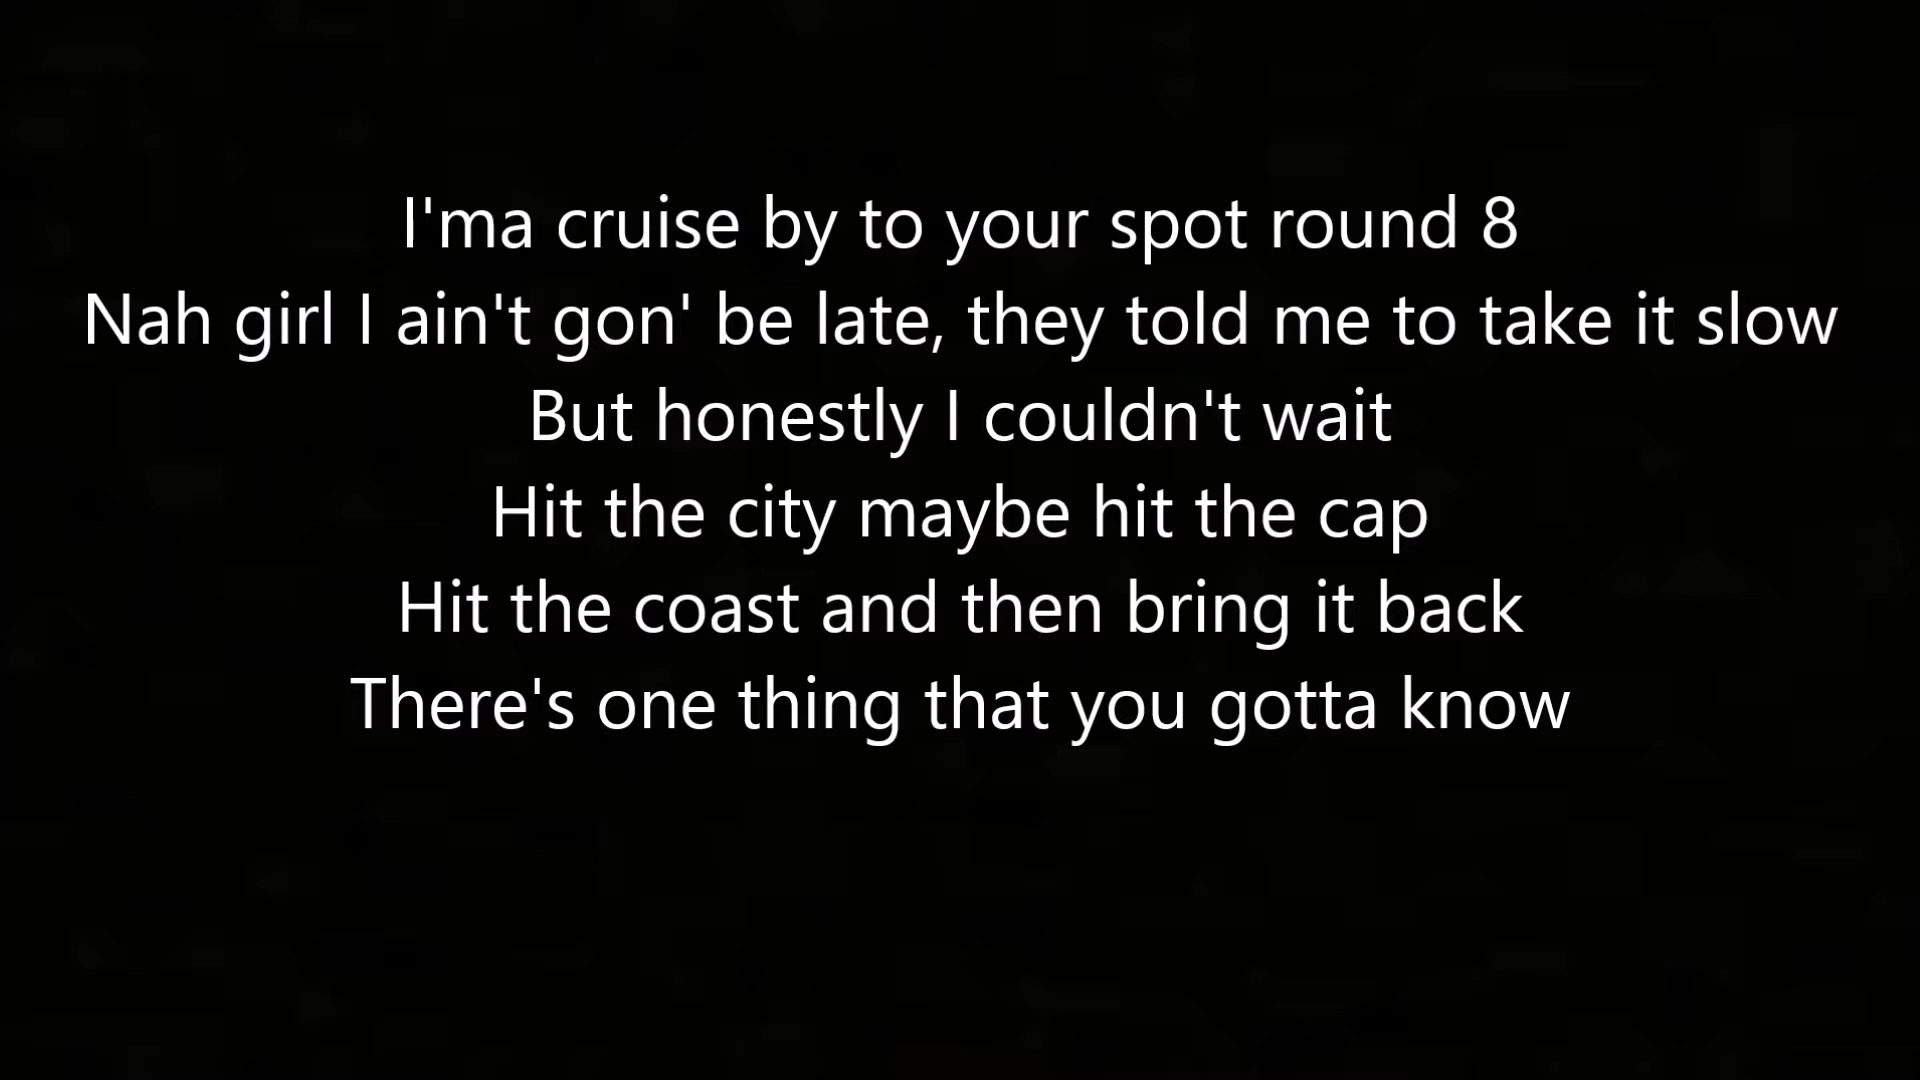 I'ma cruise by to your spot round 8
Nah girl I ain't gon' be late, they told me to take it slow
But honestly I couldn't wait
Hit the city maybe hit the cap
Hit the coast and then bring it back
There's one thing that you gotta know